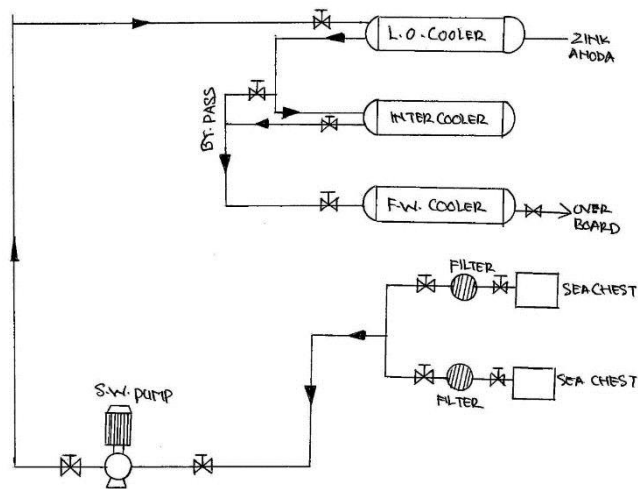 L.O. COOLER
ZINK
ANODA
BY. PASS
INTER COOLER
F.W. COOLER
OVER
BOARD
FILTER
SEA CHEST
S.W. PUMP
SEA CHEST
FILTER